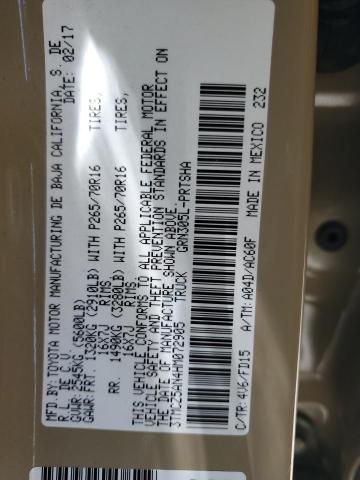 MFD.BY: TOYOTA MOTOR MANUFACTURING DE BAJA CALIFORNIA, S. DE
R. L. DE C.V. DATE: 02/17
GVWR: 2545KG (5600LB)
GAWR: FRT. 1320KG (2910LB) WITH P265/70R16 TIRES,
16X7J RIMS,
RR. 1490KG (3280LB) WITH P265/70R16 TIRES,
16X7J RIMS
THIS VEHICLE CONFORMS TO ALL APPLICABLE FEDERAL MOTOR
VEHICLE SAFETY AND THEFT PREVENTION STANDARDS IN EFFECT ON
THE DATE OF MANUFACTURE SHOWN ABOVE.
3TMCZ5AN4HM072905 TRUCK GRN305L-PRTSHA
C/TR: 4V6/FD15 A/TM: A04D/AC60F MADE IN MEXICO 232